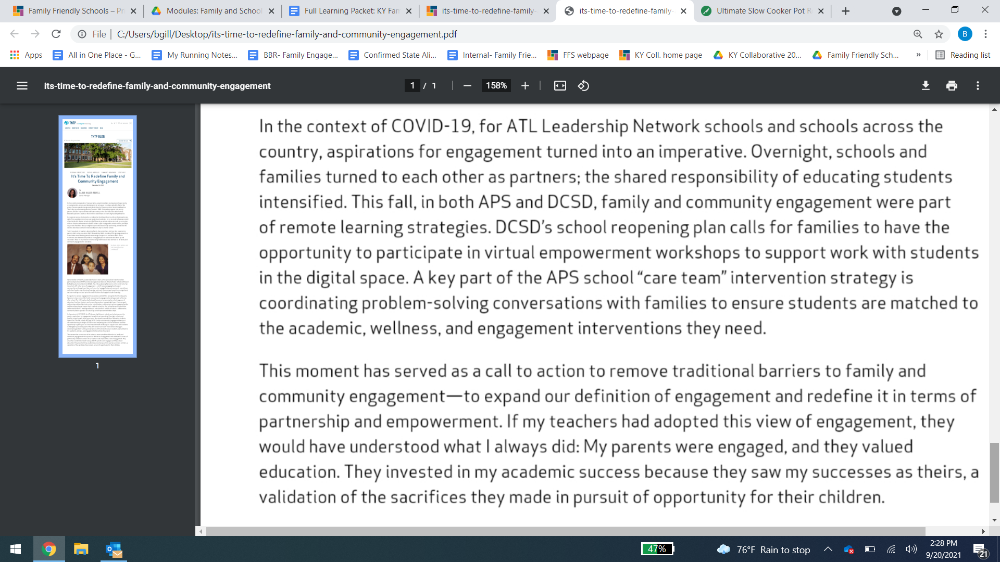 Family Friendly Schools – Pr
Modules: Family and School
Full Learning Packet: KY Fam
its-time-to-redefine-family-
its-time-to-redefine-family-
Ultimate Slow Cooker Pot R
File | C:/Users/bgill/Desktop/its-time-to-redefine-family-and-community-engagement.pdf
B
Apps
All in One Place - G...
My Running Notes...
BBR- Family Engage...
Confirmed State Ali...
Internal- Family Frie...
FFS webpage
KY Coll. home page
KY Collaborative 20...
Family Friendly Sch...
»
Reading list
its-time-to-redefine-family-and-community-engagement
1 / 1
158%
TNTP
TNTP BLOG
It's Time To Redefine Family and
Community Engagement
1
In the context of COVID-19, for ATL Leadership Network schools and schools across the
country, aspirations for engagement turned into an imperative. Overnight, schools and
families turned to each other as partners; the shared responsibility of educating students
intensified. This fall, in both APS and DCSD, family and community engagement were part
of remote learning strategies. DCSD's school reopening plan calls for families to have the
opportunity to participate in virtual empowerment workshops to support work with students
in the digital space. A key part of the APS school “care team” intervention strategy is
coordinating problem-solving conversations with families to ensure students are matched to
the academic, wellness, and engagement interventions they need.
This moment has served as a call to action to remove traditional barriers to family and
community engagement—to expand our definition of engagement and redefine it in terms of
partnership and empowerment. If my teachers had adopted this view of engagement, they
would have understood what I always did: My parents were engaged, and they valued
education. They invested in my academic success because they saw my successes as theirs, a
validation of the sacrifices they made in pursuit of opportunity for their children.
47%
76°F Rain to stop
2:28 PM
9/20/2021
21